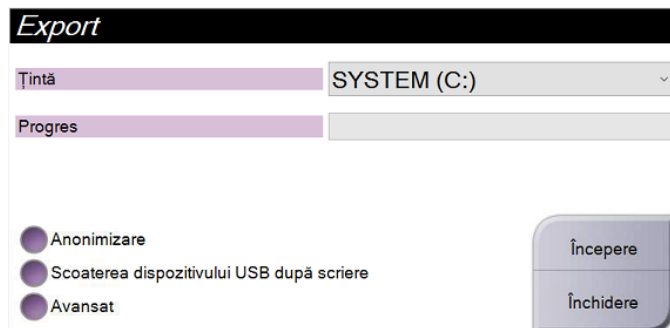 Export
Țintă
SYSTEM (C:)
Progres
Anonimizare
Scoaterea dispozitivului USB după scriere
Avansat
Începere
Închidere